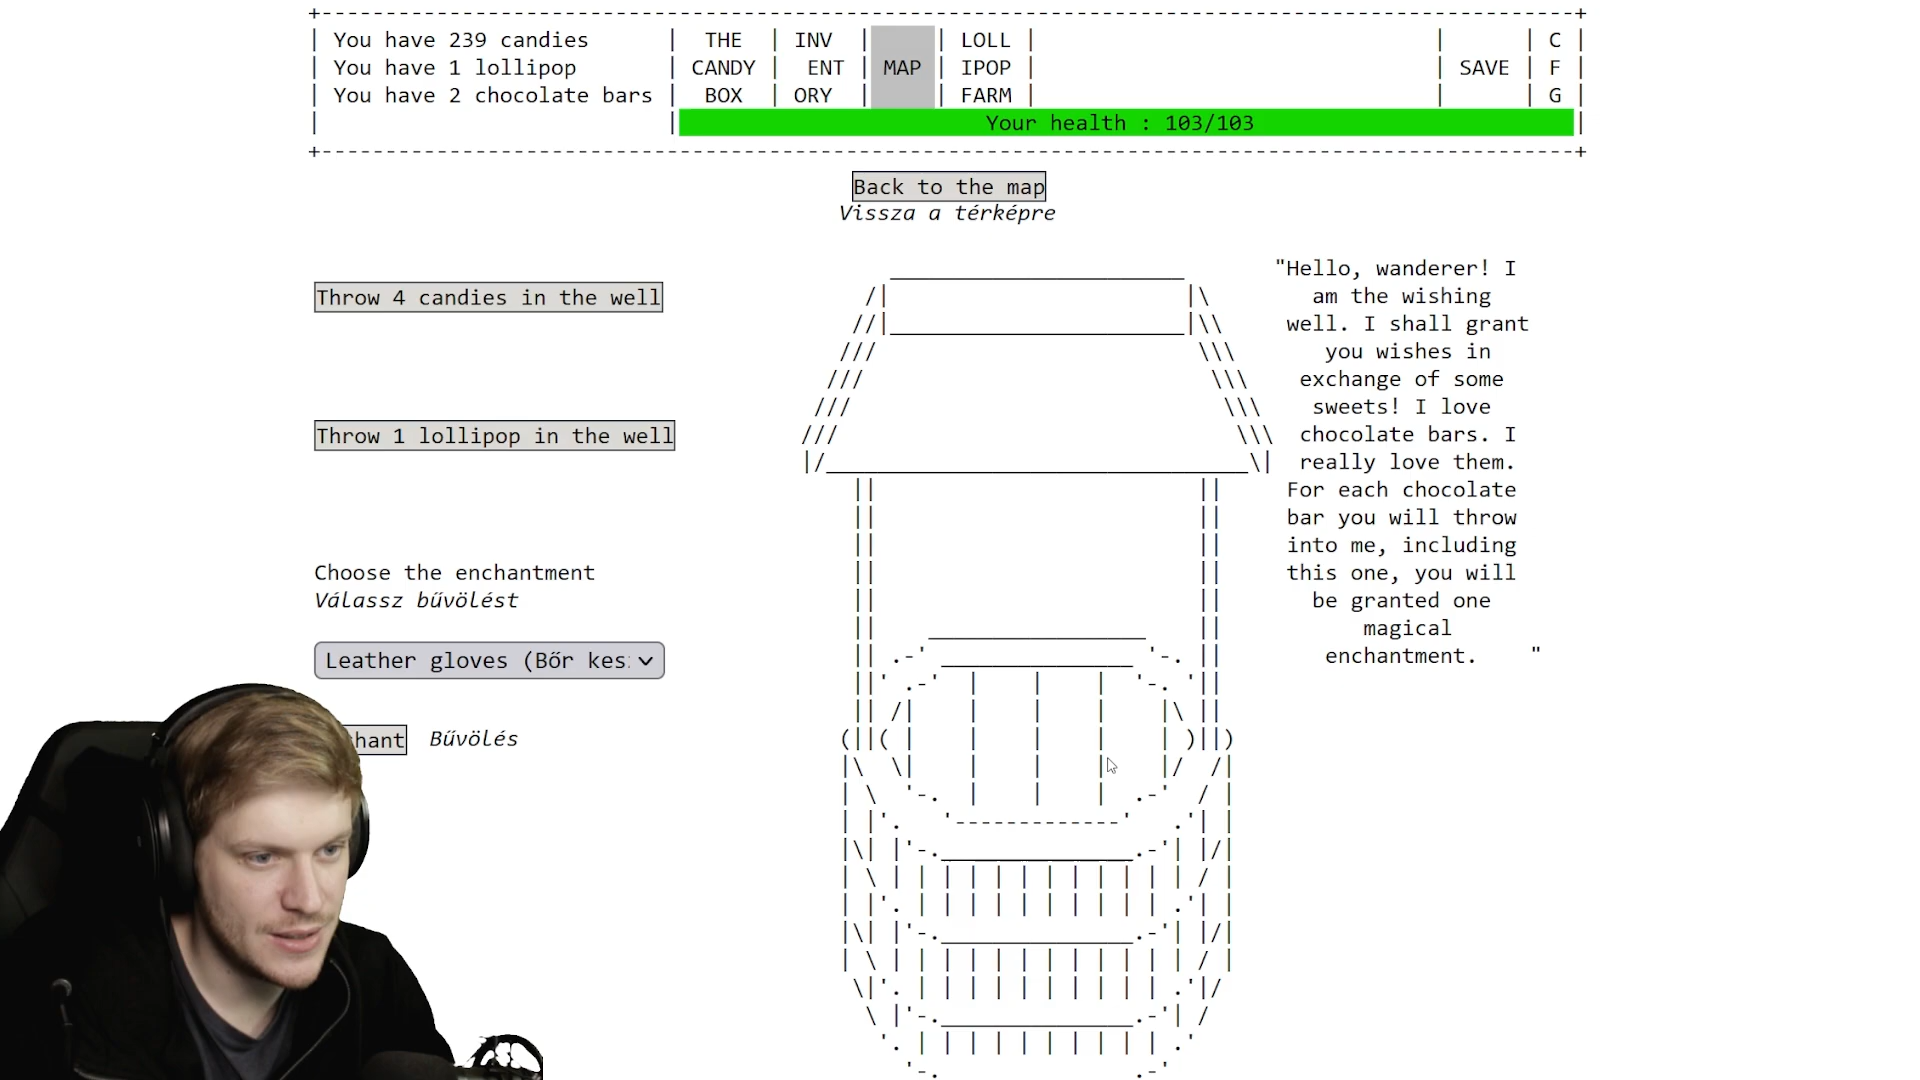 You have 239 candies
You have 1 lollipop
You have 2 chocolate bars
THE
CANDY
BOX
INV
ENT
ORY
MAP
LOLL
IPOP
FARM
SAVE
C
F
G
Your health : 103/103
Back to the map
Vissza a térképre
Throw 4 candies in the well
Throw 1 lollipop in the well
Choose the enchantment
Válassz bűvölést
Leather gloves (Bőr kes
hant
Bűvölés
"Hello, wanderer! I
am the wishing
well. I shall grant
you wishes in
exchange of some
sweets! I love
chocolate bars. I
really love them.
For each chocolate
bar you will throw
into me, including
this one, you will
be granted one
magical
enchantment. "